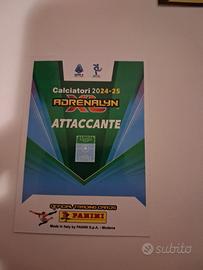 Calciatori 2024-25
ADRENALYN
XL
ATTACCANTE
OFFICIAL TRADING CARDS
PANINI
Made in Italy by PANINI S.p.A. - Modena
subito